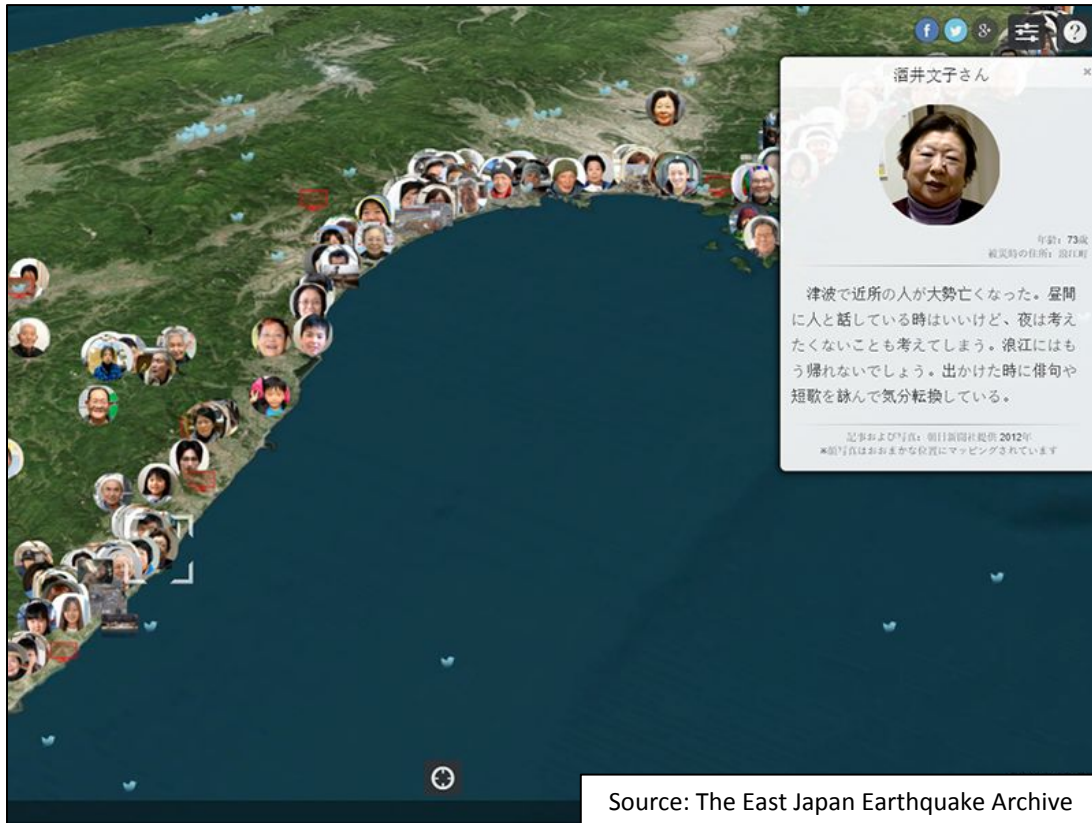 酒井文子さん
年齢：73歳
被災時の住所：浪江町
津波で近所の人が大勢亡くなった。昼間
に人と話している時はいいけど、夜は考え
たくないことも考えてしまう。浪江にはも
う帰れないでしょう。出かけた時に俳句や
短歌を詠んで気分転換している。
記事および写真：朝日新聞社提供 2012年
※顔写真はおおまかな位置にマッピングされています
Source: The East Japan Earthquake Archive